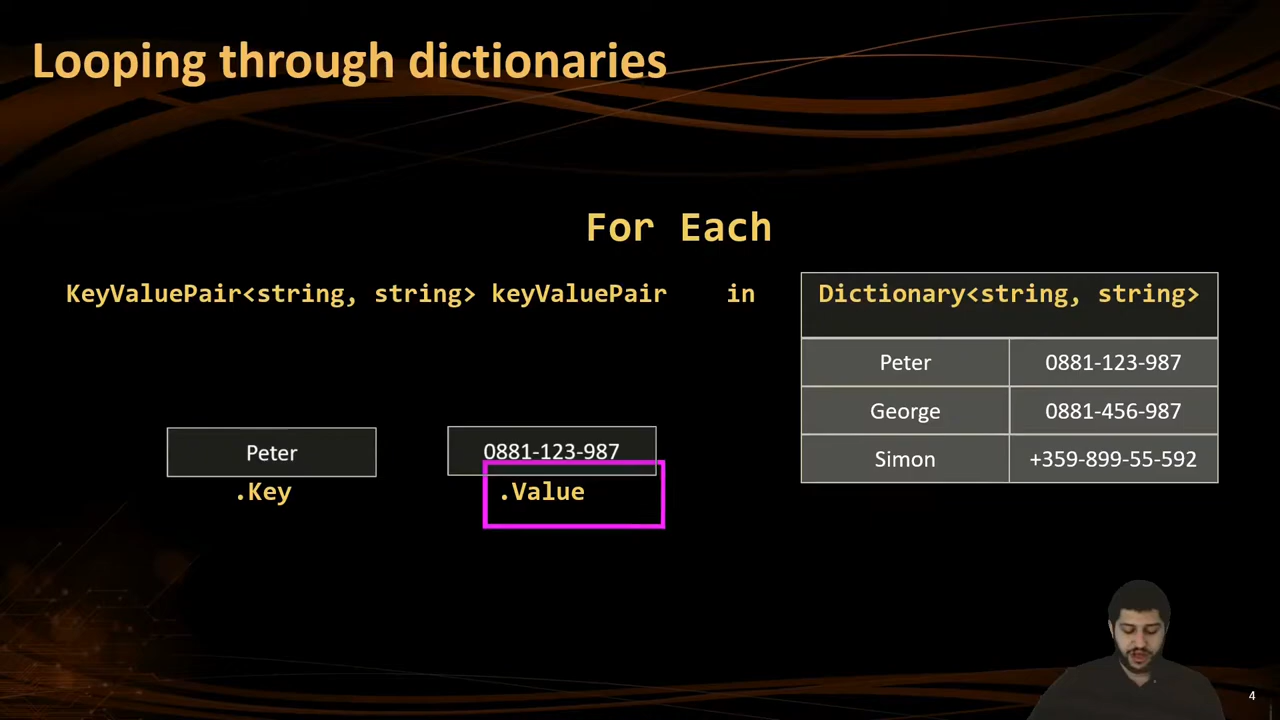 Looping through dictionaries
For Each
KeyValuePair<string, string> keyValuePair in Dictionary<string, string>
Peter 0881-123-987
George 0881-456-987
Simon +359-899-55-592
Peter 0881-123-987
.Key .Value
4